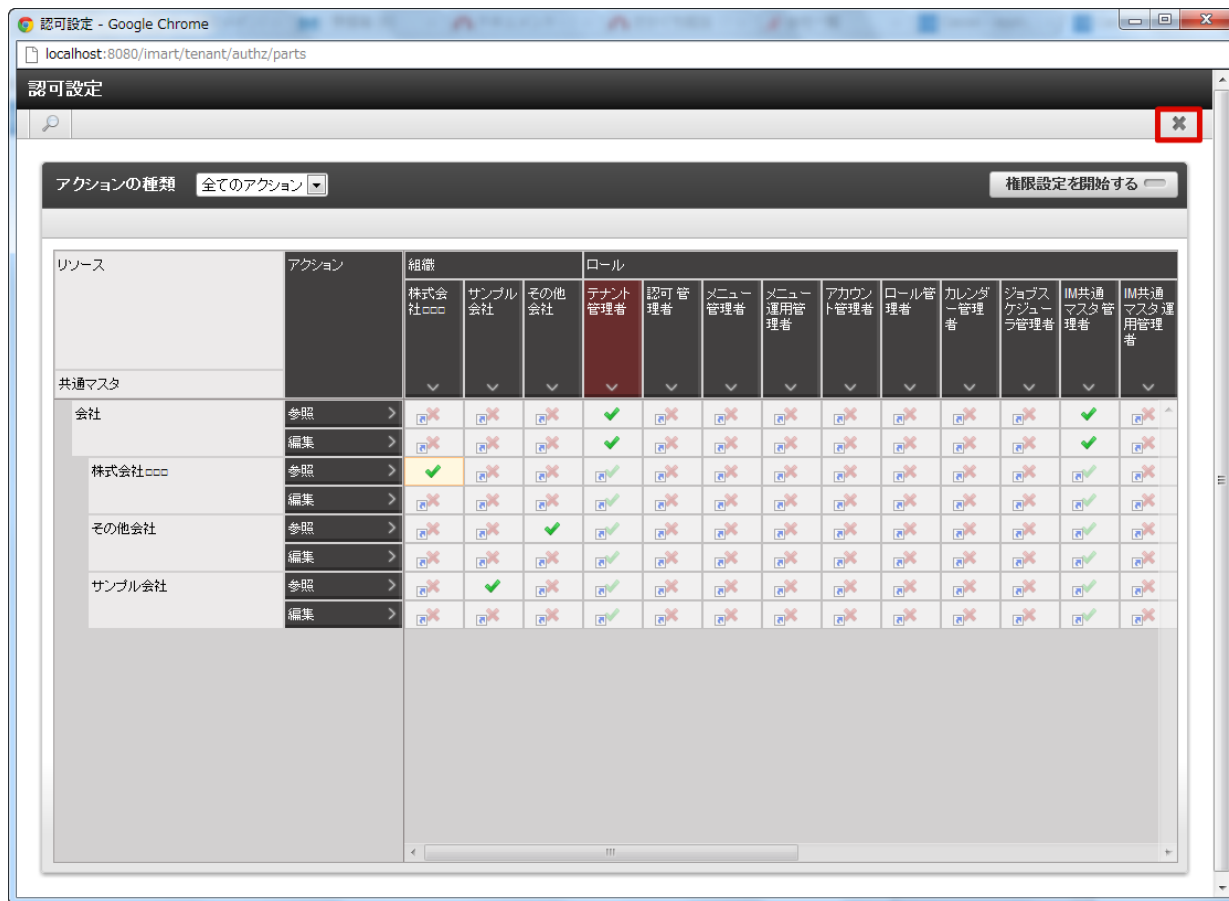 認可設定 - Google Chrome
localhost:8080/imart/tenant/authz/parts
認可設定
アクションの種類 全てのアクション 権限設定を開始する
リソース アクション 組織 ロール
株式会社□□□ サンプル会社 その他会社 テナント管理者 認可管理者 メニュー管理者 メニュー運用管理者 アカウント管理者 ロール管理者 カレンダー管理者 ジョブスケジューラ管理者 IM共通マスタ管理者 IM共通マスタ運用管理者
共通マスタ
会社 参照
編集
株式会社□□□ 参照
編集
その他会社 参照
編集
サンプル会社 参照
編集